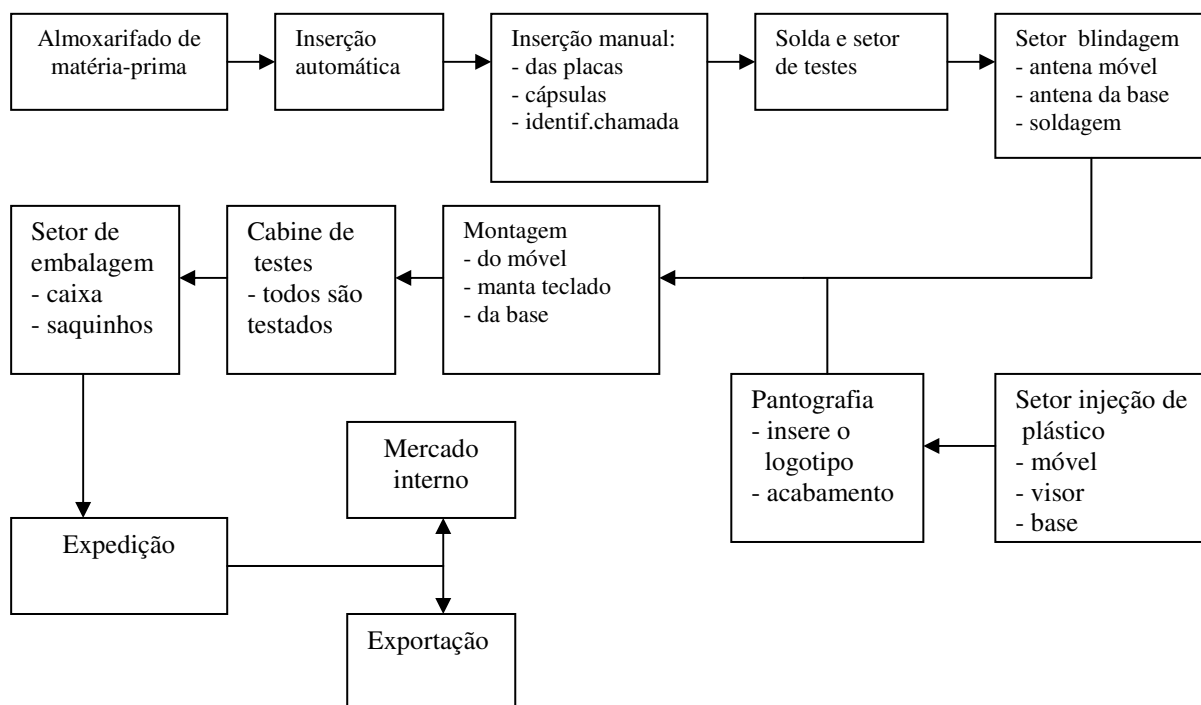 Almoxarifado de
matéria-prima
Inserção
automática
Inserção manual:
- das placas
- cápsulas
- identif.chamada
Solda e setor
de testes
Setor blindagem
- antena móvel
- antena da base
- soldagem
Setor de
embalagem
- caixa
- saquinhos
Cabine de
testes
- todos são
testados
Montagem
- do móvel
- manta teclado
- da base
Pantografia
- insere o
logotipo
- acabamento
Setor injeção de
plástico
- móvel
- visor
- base
Mercado
interno
Expedição
Exportação